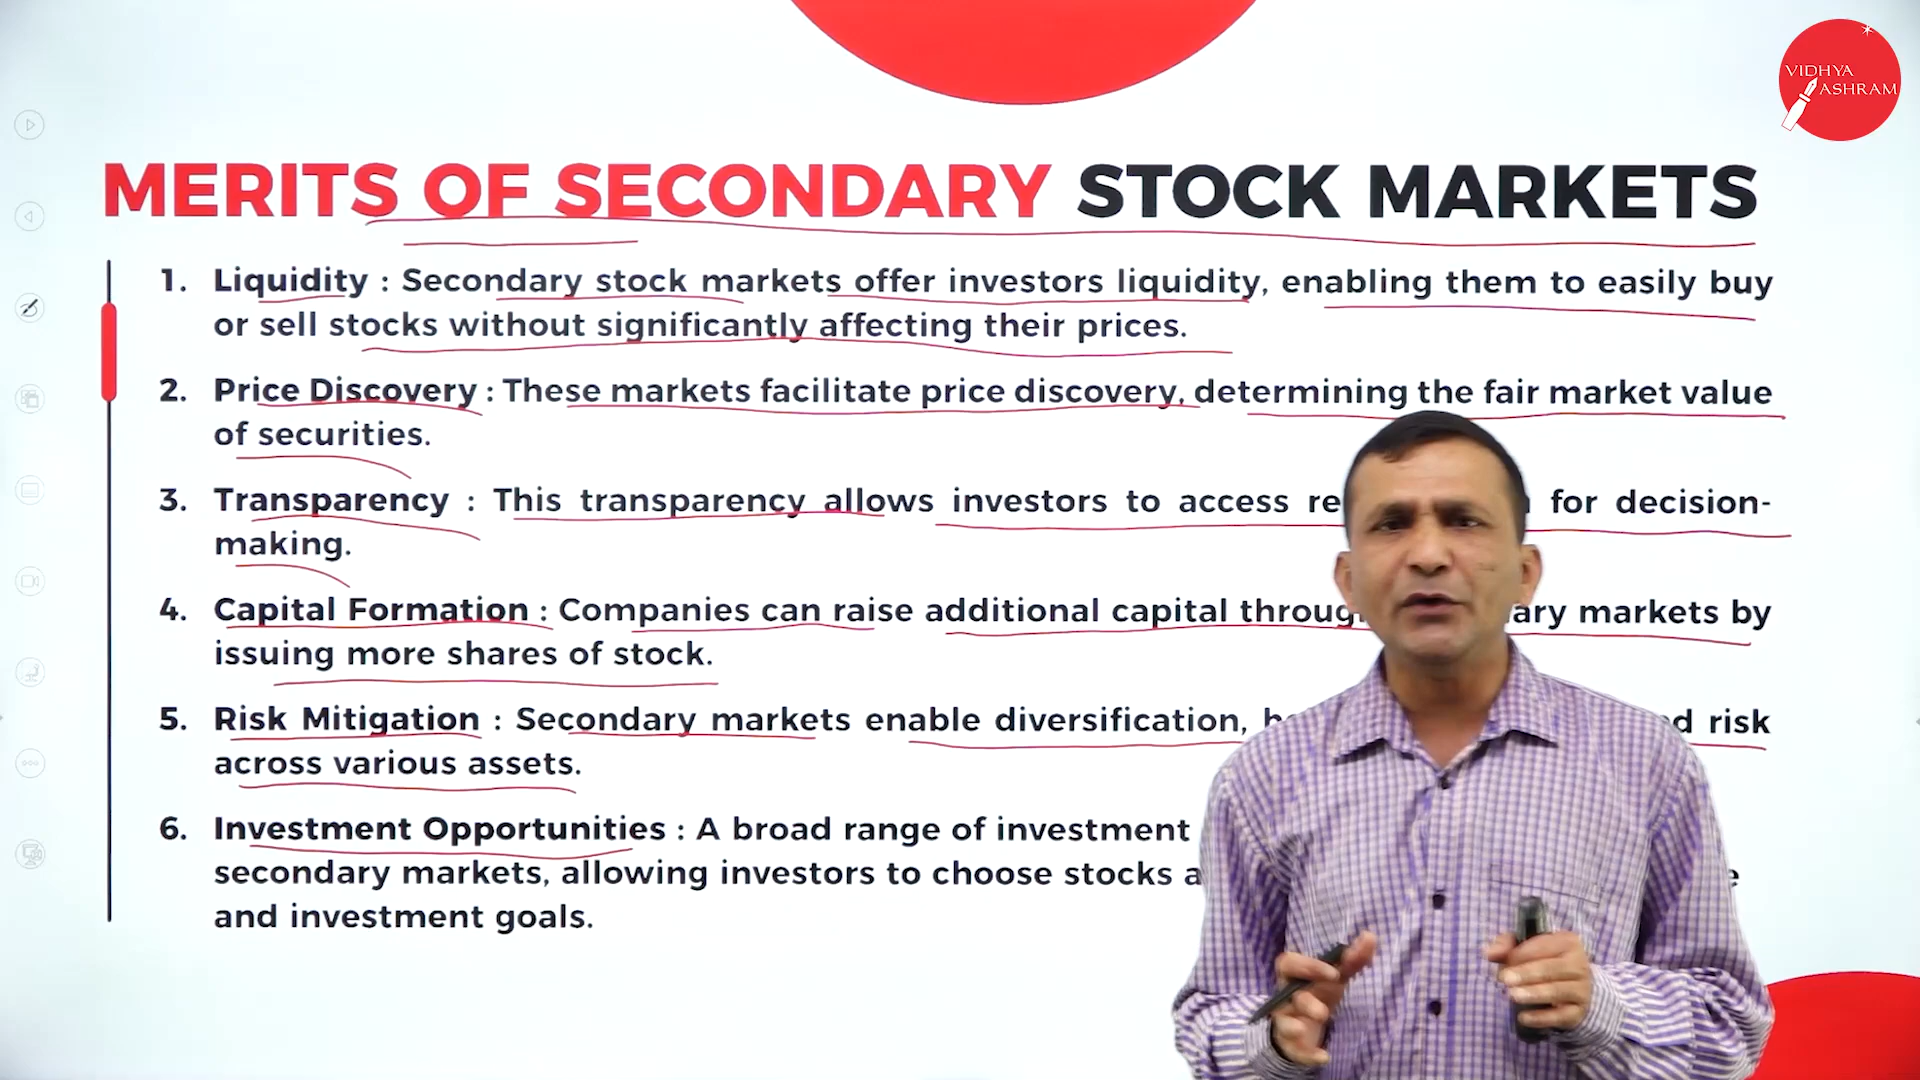 VIDHYA
ASHRAM
MERITS OF SECONDARY STOCK MARKETS
1. Liquidity : Secondary stock markets offer investors liquidity, enabling them to easily buy
or sell stocks without significantly affecting their prices.
2. Price Discovery : These markets facilitate price discovery, determining the fair market value
of securities.
3. Transparency : This transparency allows investors to access for decision-
making.
4. Capital Formation : Companies can raise additional capital markets by
issuing more shares of stock.
5. Risk Mitigation : Secondary markets enable diversification, risk
across various assets.
6. Investment Opportunities : A broad range of investment
secondary markets, allowing investors to choose stocks
and investment goals.